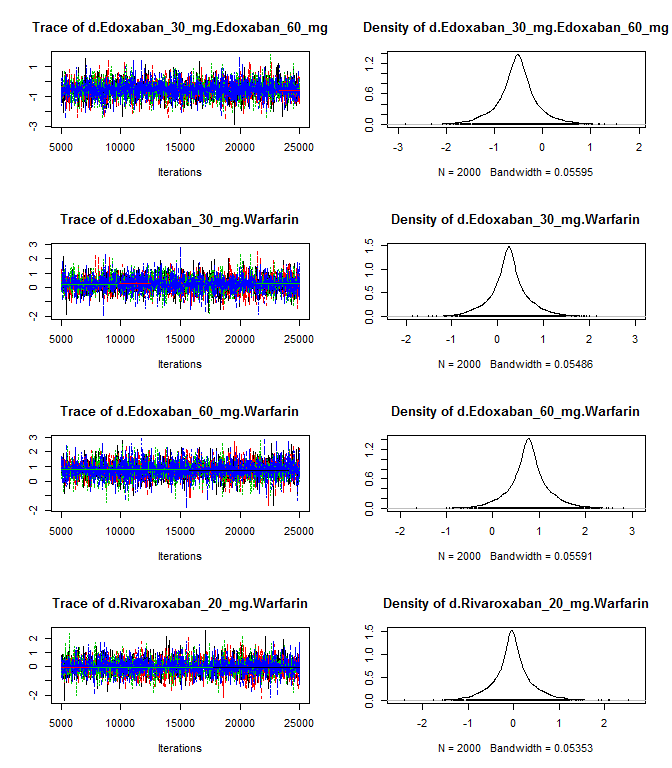 Trace of d.Edoxaban_30_mg.Edoxaban_60_mg
1
-1
-3
5000 10000 15000 20000 25000
Iterations
Density of d.Edoxaban_30_mg.Edoxaban_60_mg
1.2
0.6
0.0
-3 -2 -1 0 1 2
N = 2000 Bandwidth = 0.05595
Trace of d.Edoxaban_30_mg.Warfarin
3
2
1
0
-2
5000 10000 15000 20000 25000
Iterations
Density of d.Edoxaban_30_mg.Warfarin
1.5
1.0
0.5
0.0
-2 -1 0 1 2 3
N = 2000 Bandwidth = 0.05486
Trace of d.Edoxaban_60_mg.Warfarin
3
2
1
0
-2
5000 10000 15000 20000 25000
Iterations
Density of d.Edoxaban_60_mg.Warfarin
1.2
0.6
0.0
-2 -1 0 1 2 3
N = 2000 Bandwidth = 0.05591
Trace of d.Rivaroxaban_20_mg.Warfarin
2
1
0
-2
5000 10000 15000 20000 25000
Iterations
Density of d.Rivaroxaban_20_mg.Warfarin
1.5
1.0
0.5
0.0
-2 -1 0 1 2
N = 2000 Bandwidth = 0.05353